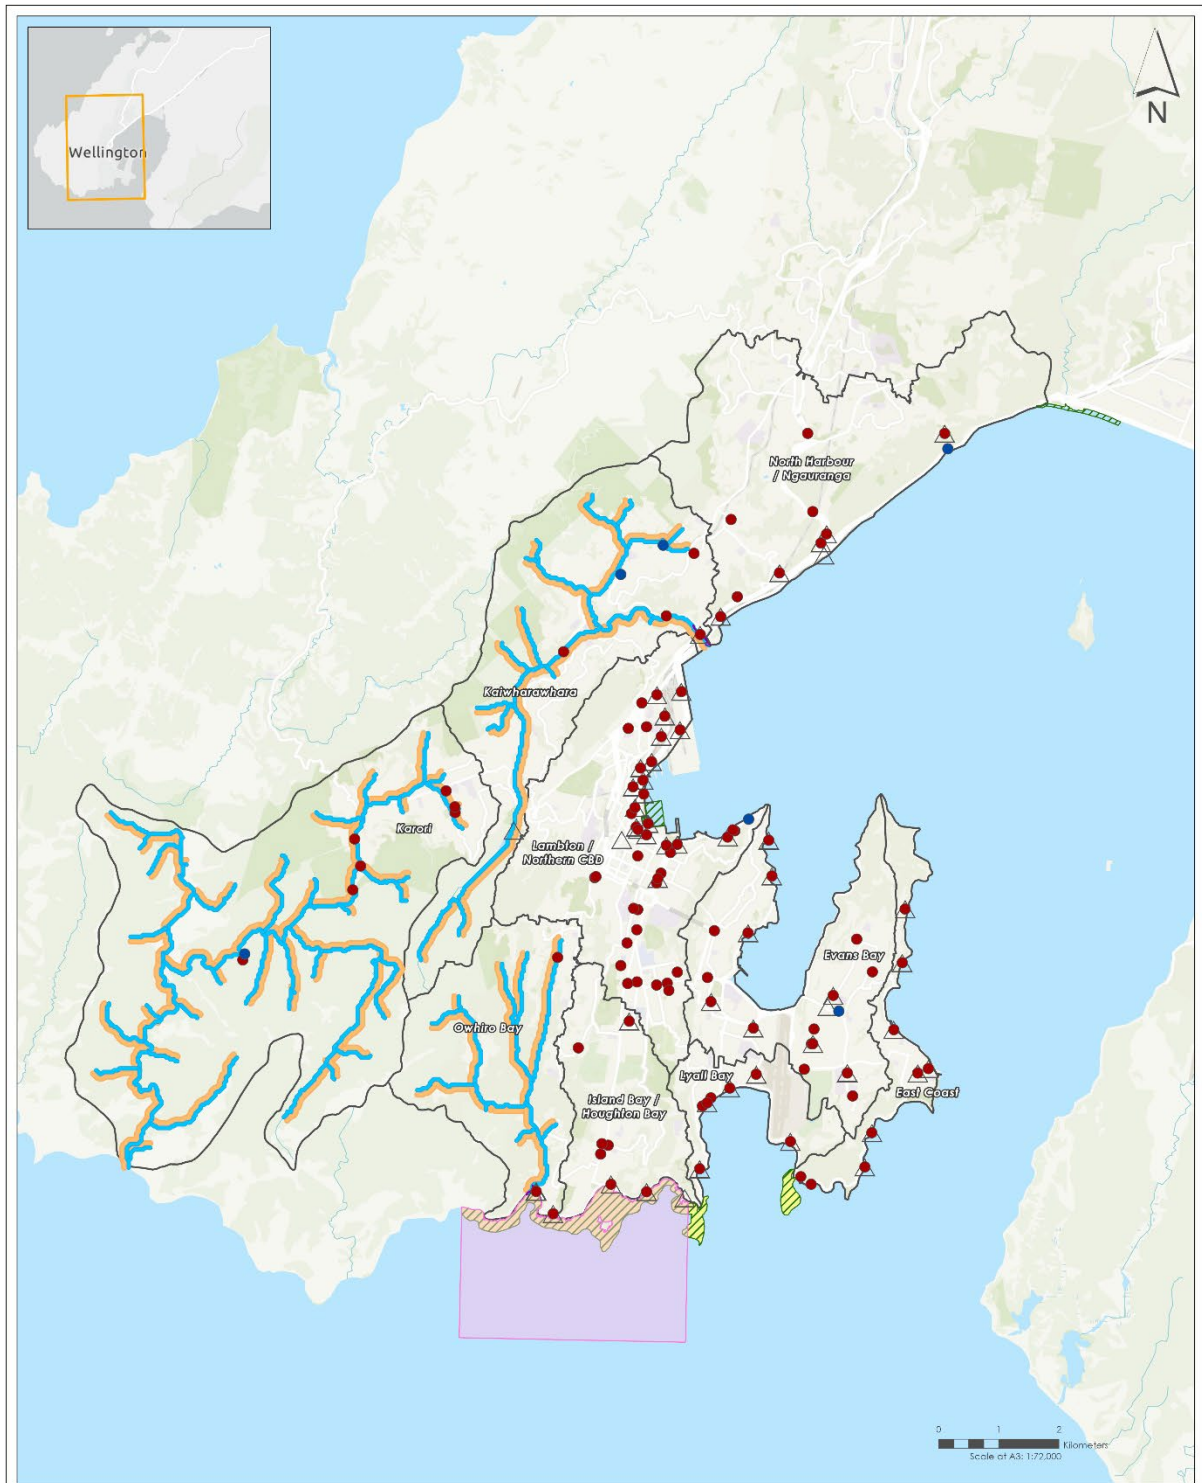 Wellington
N
North Harbour
/ Ngauranga
Kaiwharawhara
Karori
Lambton /
Northern CBD
Evans Bay
Owhiro Bay
Lyall Bay
Island Bay /
Houghton Bay
East Coast
0 1 2
Kilometers
Scale at A3: 1:72,000